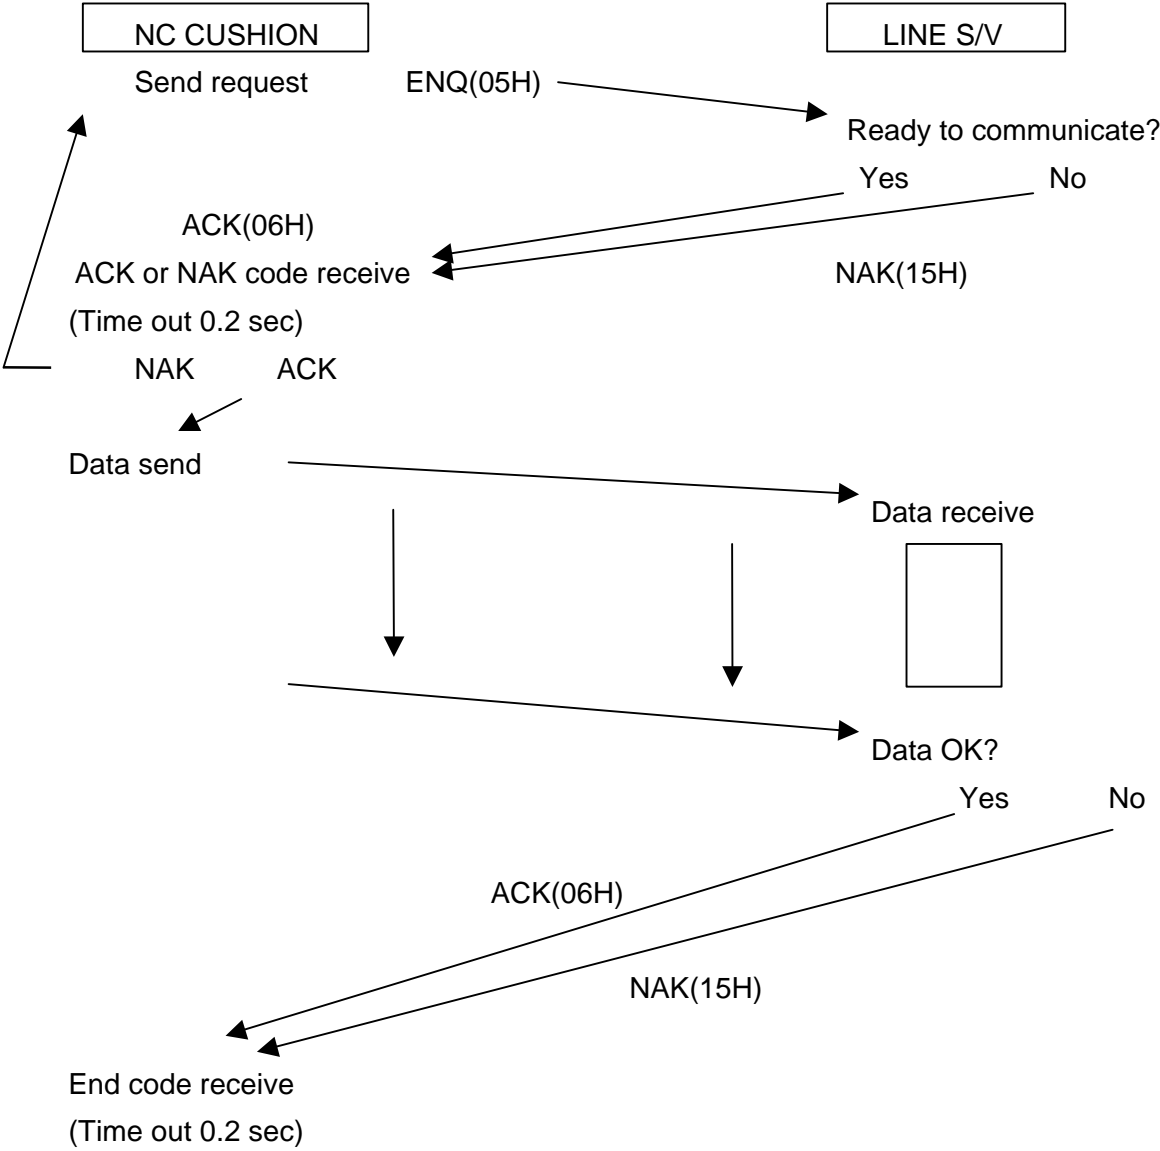 NC CUSHION LINE S/V
Send request ENQ(05H)
Ready to communicate?
Yes No
ACK(06H)
ACK or NAK code receive NAK(15H)
(Time out 0.2 sec)
NAK ACK
Data send
Data receive
Data OK?
Yes No
ACK(06H)
NAK(15H)
End code receive
(Time out 0.2 sec)